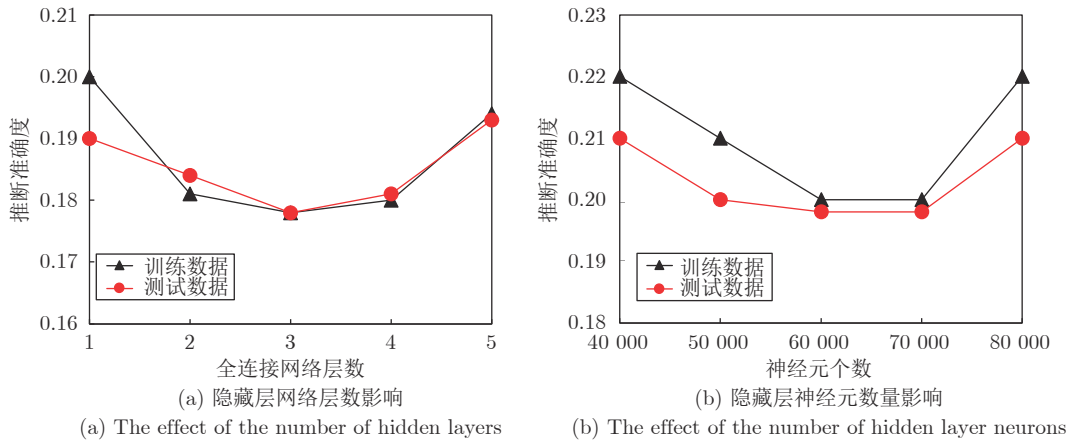 0.21
0.20
0.19
0.18
0.17
0.16
推断准确度
训练数据
测试数据
1 2 3 4 5
全连接网络层数
(a) 隐藏层网络层数影响
(a) The effect of the number of hidden layers
0.23
0.22
0.21
0.20
0.19
0.18
推断准确度
训练数据
测试数据
40 000 50 000 60 000 70 000 80 000
神经元个数
(b) 隐藏层神经元数量影响
(b) The effect of the number of hidden layer neurons